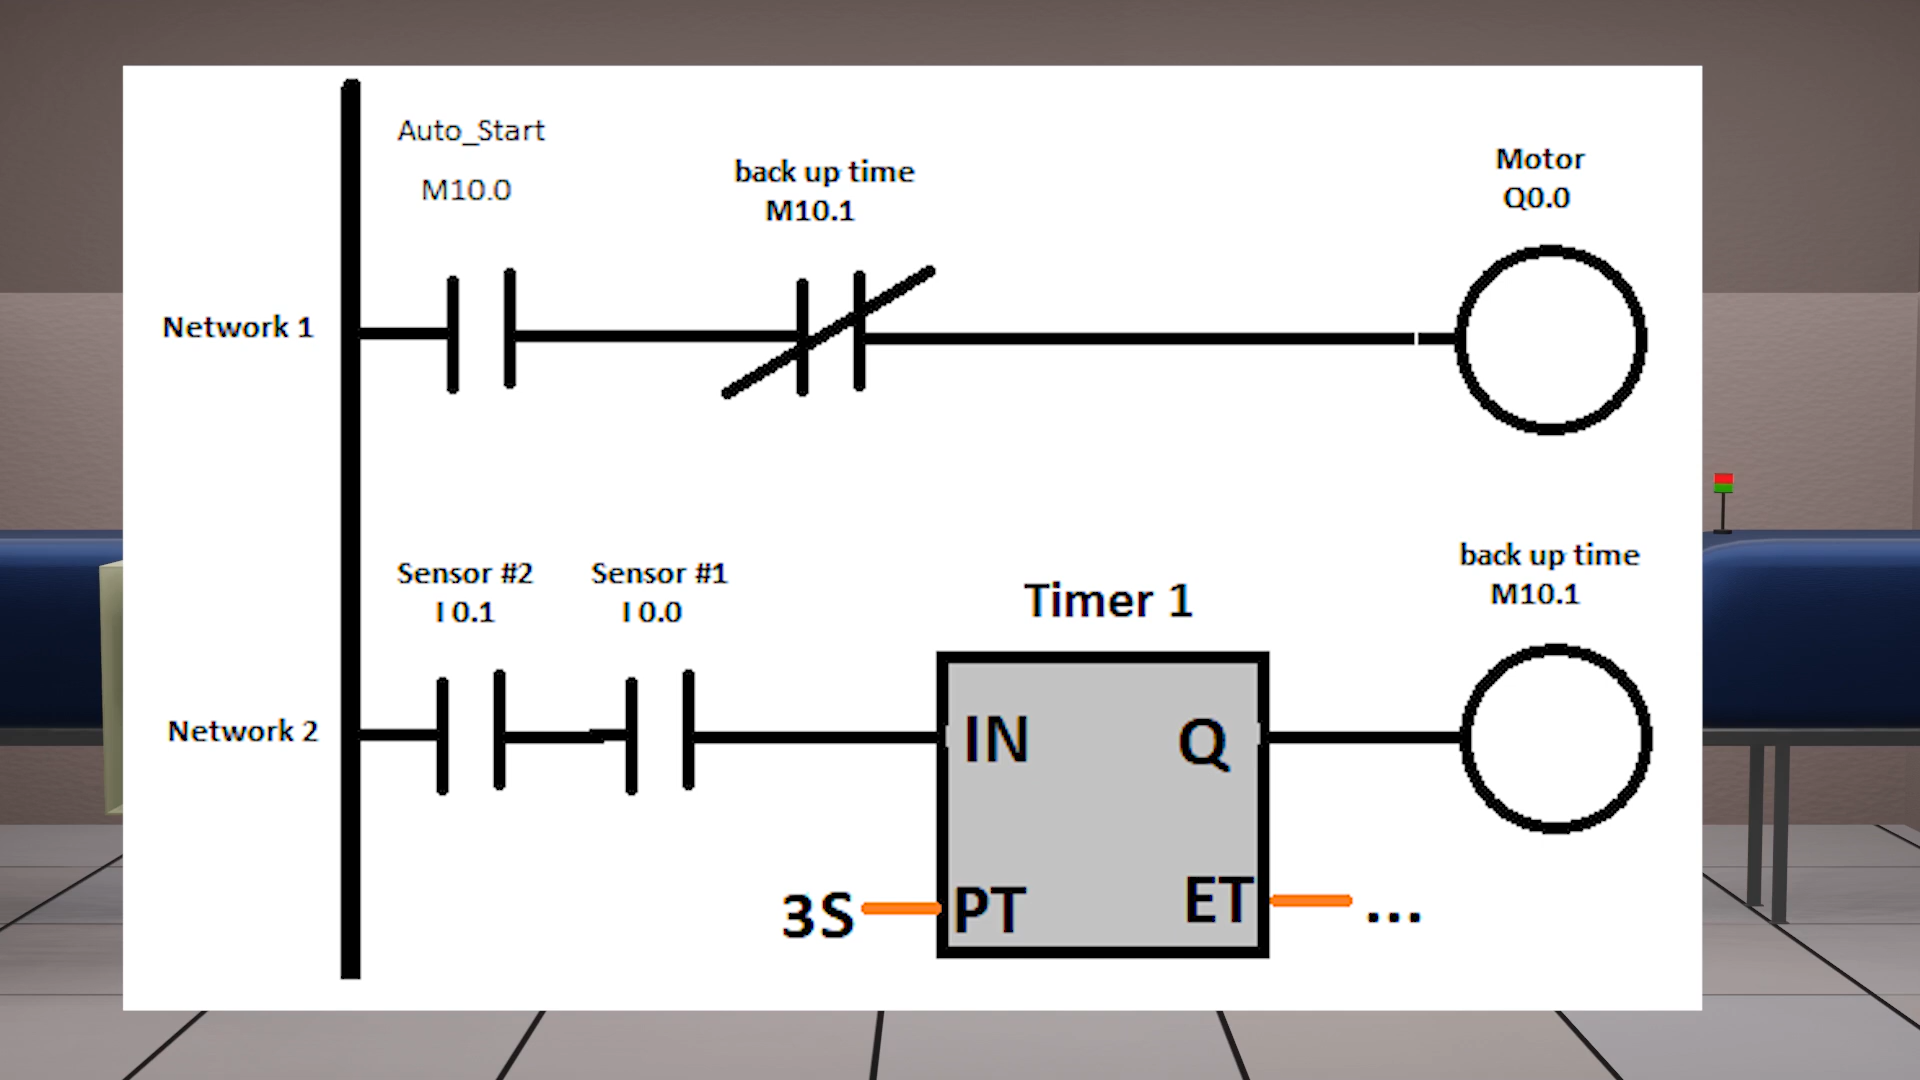 Auto_Start
M10.0
back up time
M10.1
Motor
Q0.0
Network 1
Sensor #2
I 0.1
Sensor #1
I 0.0
Timer 1
back up time
M10.1
Network 2
IN
Q
3S
PT
ET
...